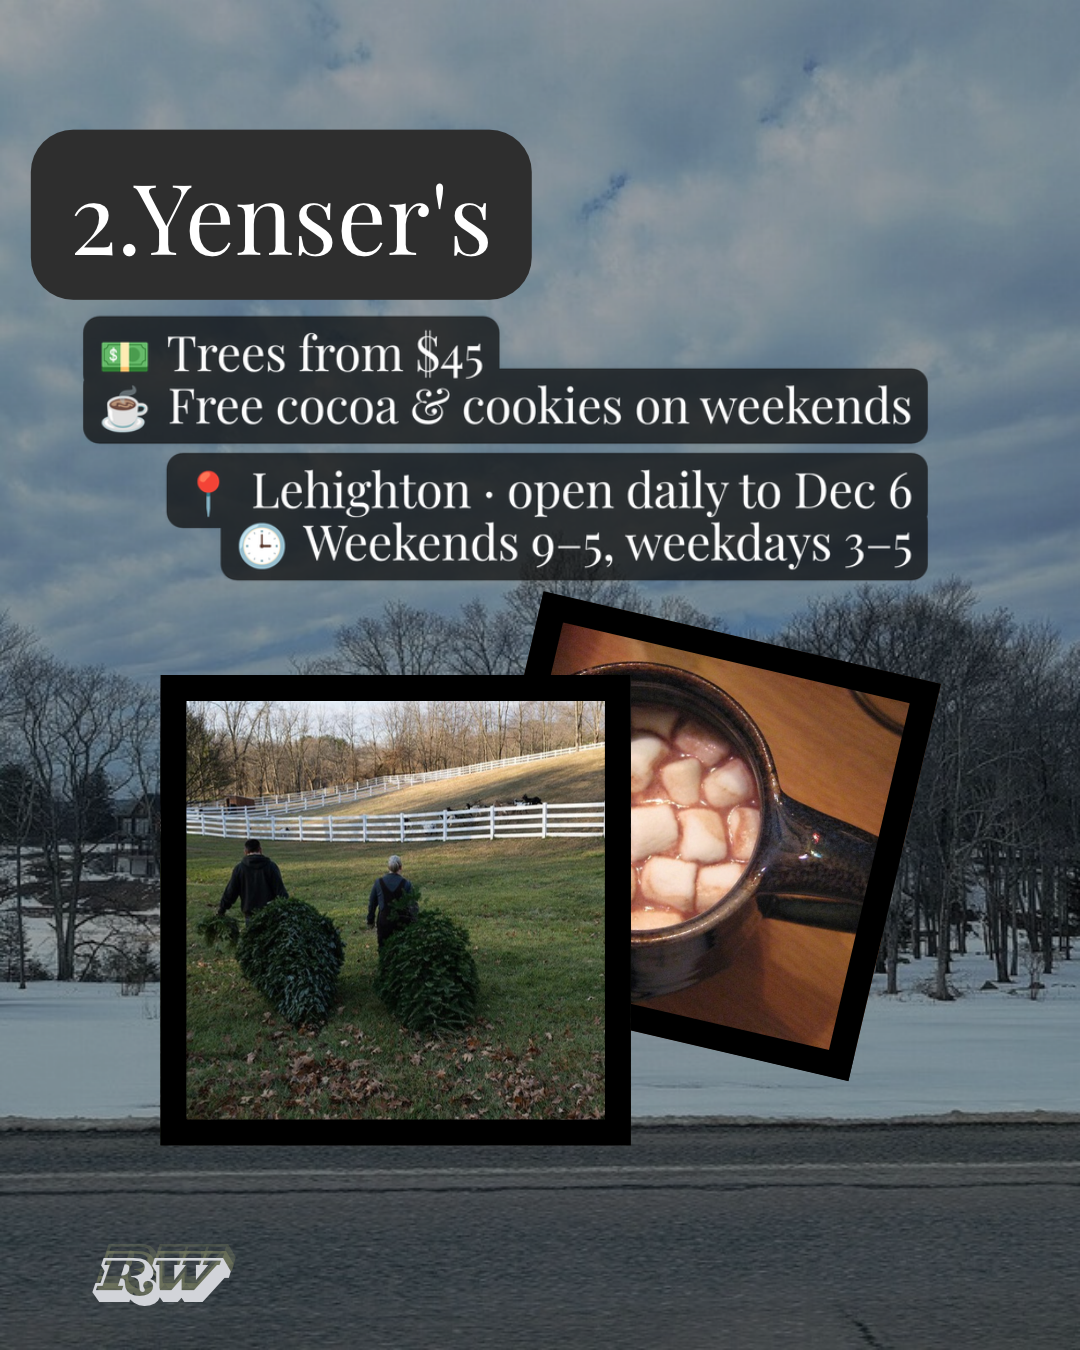 2.Yenser's
💵 Trees from $45
☕ Free cocoa & cookies on weekends
📍 Lehighton · open daily to Dec 6
🕒 Weekends 9–5, weekdays 3–5
RW